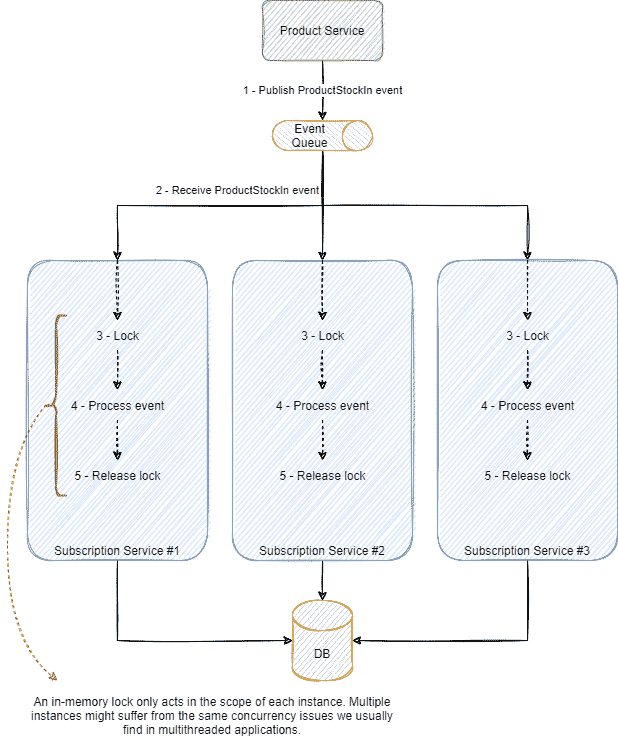 Product Service
1 - Publish ProductStockIn event
Event
Queue
2 - Receive ProductStockIn event
3 - Lock
4 - Process event
5 - Release lock
Subscription Service #1
3 - Lock
4 - Process event
5 - Release lock
Subscription Service #2
3 - Lock
4 - Process event
5 - Release lock
Subscription Service #3
DB
An in-memory lock only acts in the scope of each instance. Multiple
instances might suffer from the same concurrency issues we usually
find in multithreaded applications.